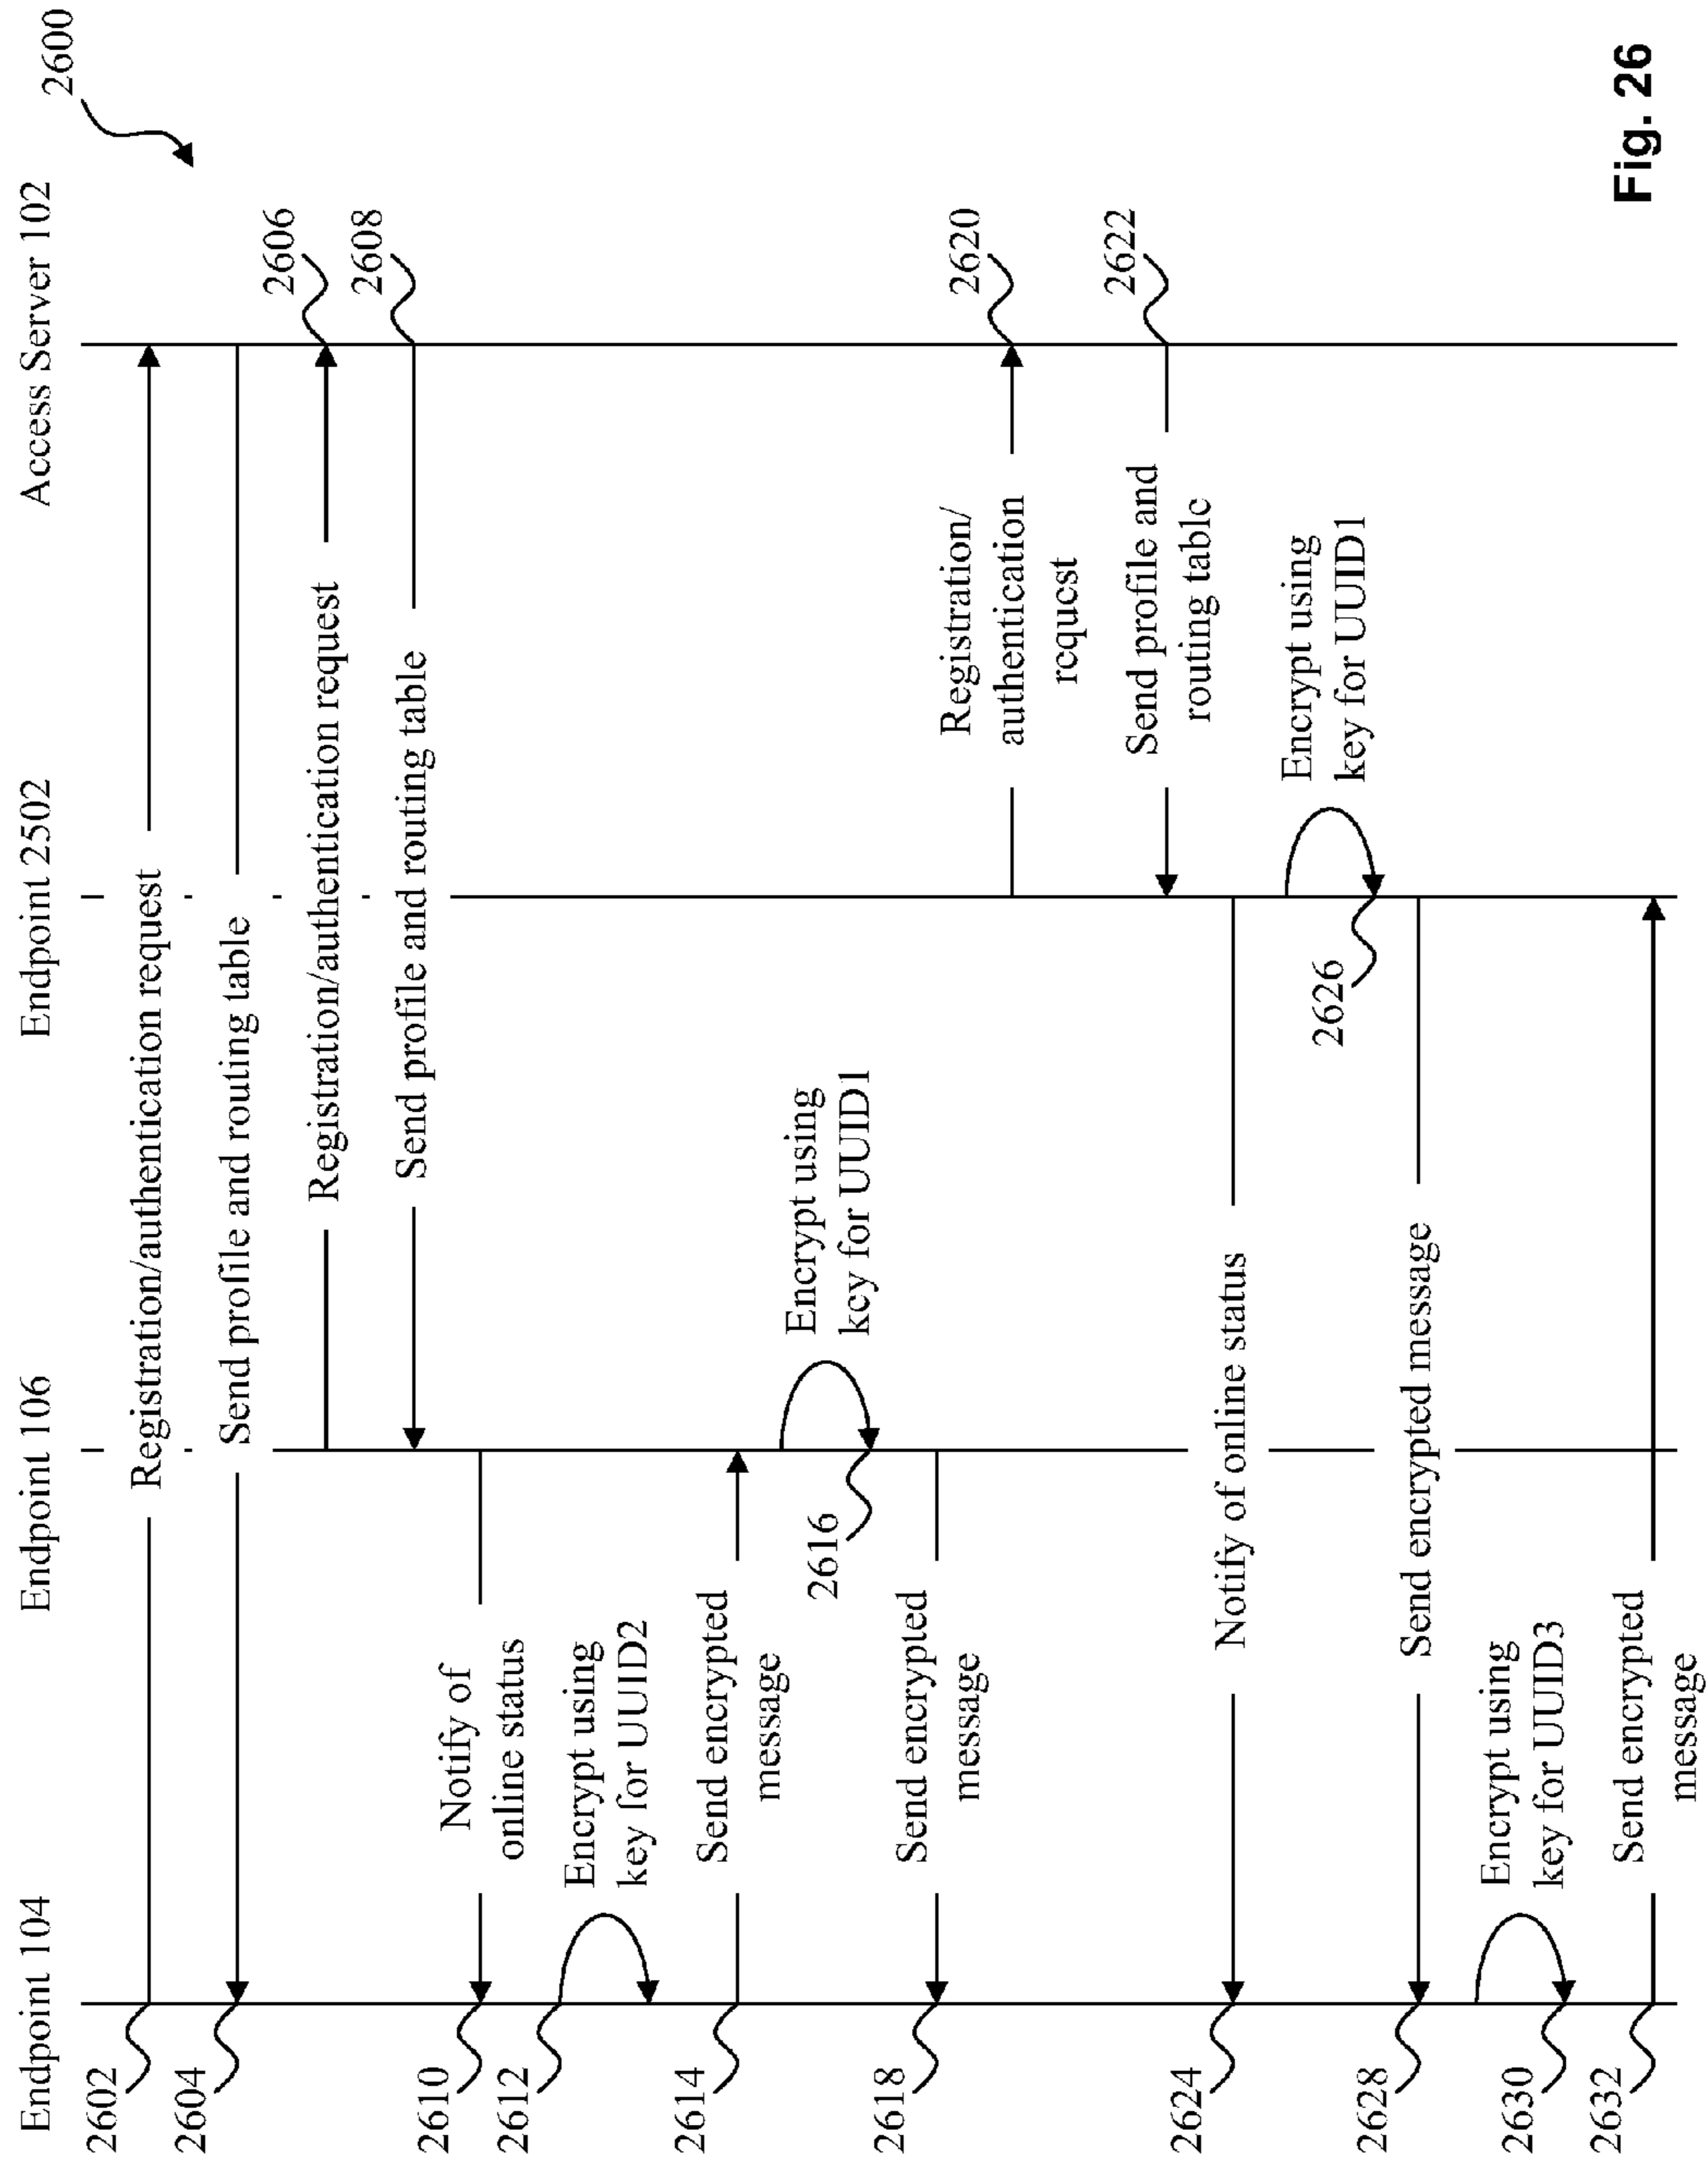 2600
Endpoint 104
Endpoint 106
Endpoint 2502
Access Server 102
2602
Registration/authentication request
2604
Send profile and routing table
Registration/authentication request
2606
Send profile and routing table
2608
2610
Notify of
online status
2612
Encrypt using
key for UUID2
2614
Send encrypted
message
2616
Encrypt using
key for UUID1
2618
Send encrypted
message
Registration/
authentication
request
2620
Send profile and
routing table
2622
2624
Notify of online status
2626
Encrypt using
key for UUID1
2628
Send encrypted message
2630
Encrypt using
key for UUID3
2632
Send encrypted
message
Fig. 26